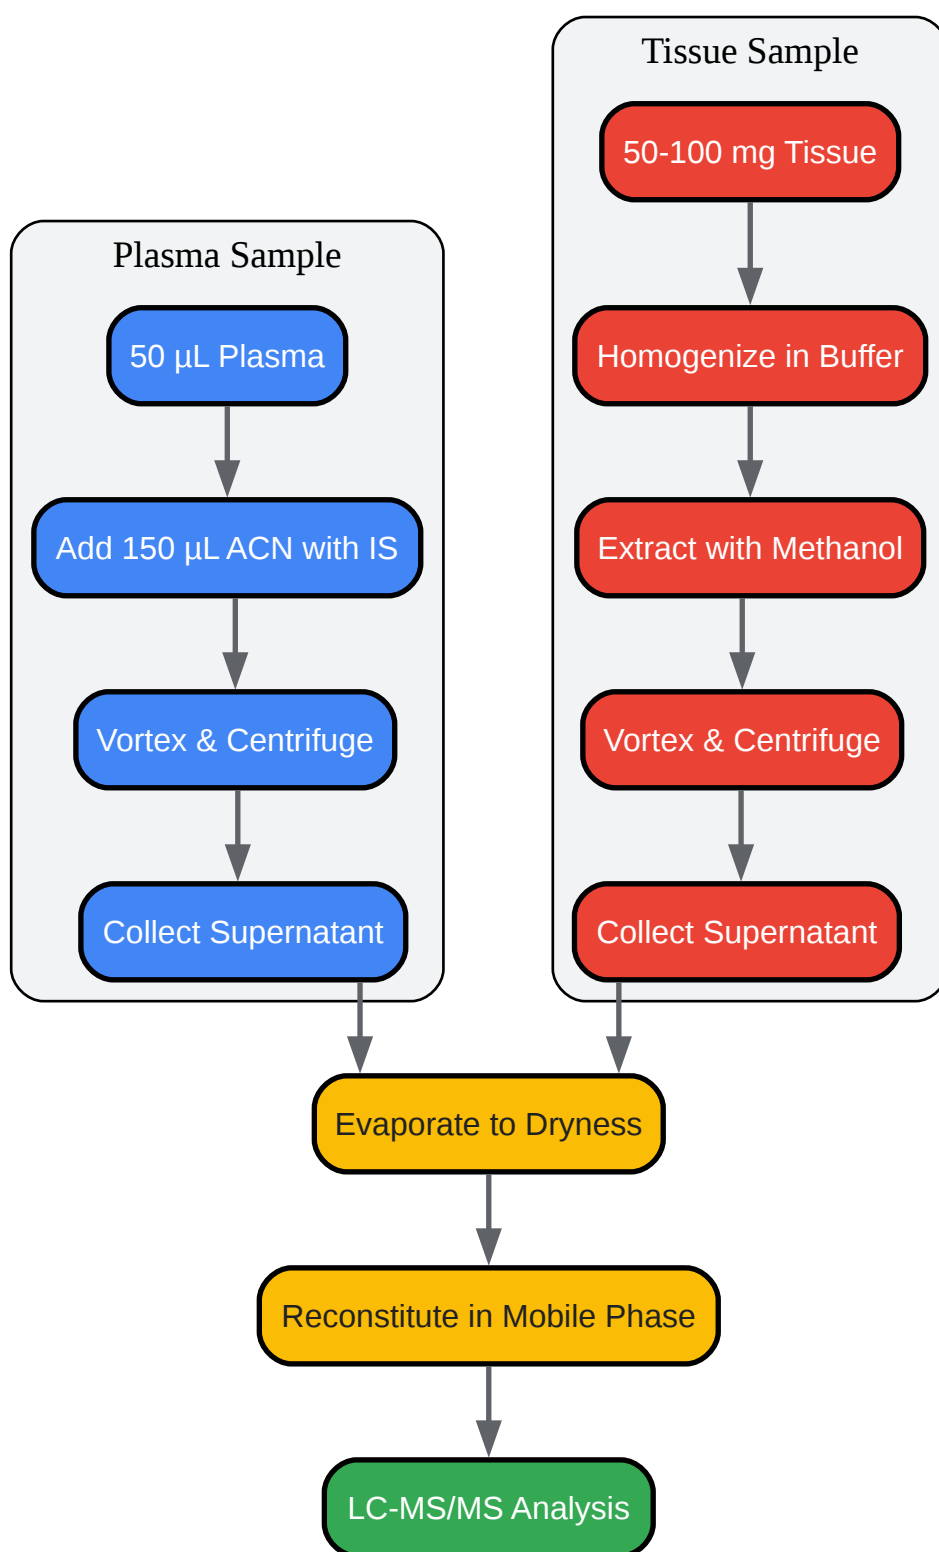 Plasma Sample
50 µL Plasma
Add 150 µL ACN with IS
Vortex & Centrifuge
Collect Supernatant
Tissue Sample
50-100 mg Tissue
Homogenize in Buffer
Extract with Methanol
Vortex & Centrifuge
Collect Supernatant
Evaporate to Dryness
Reconstitute in Mobile Phase
LC-MS/MS Analysis